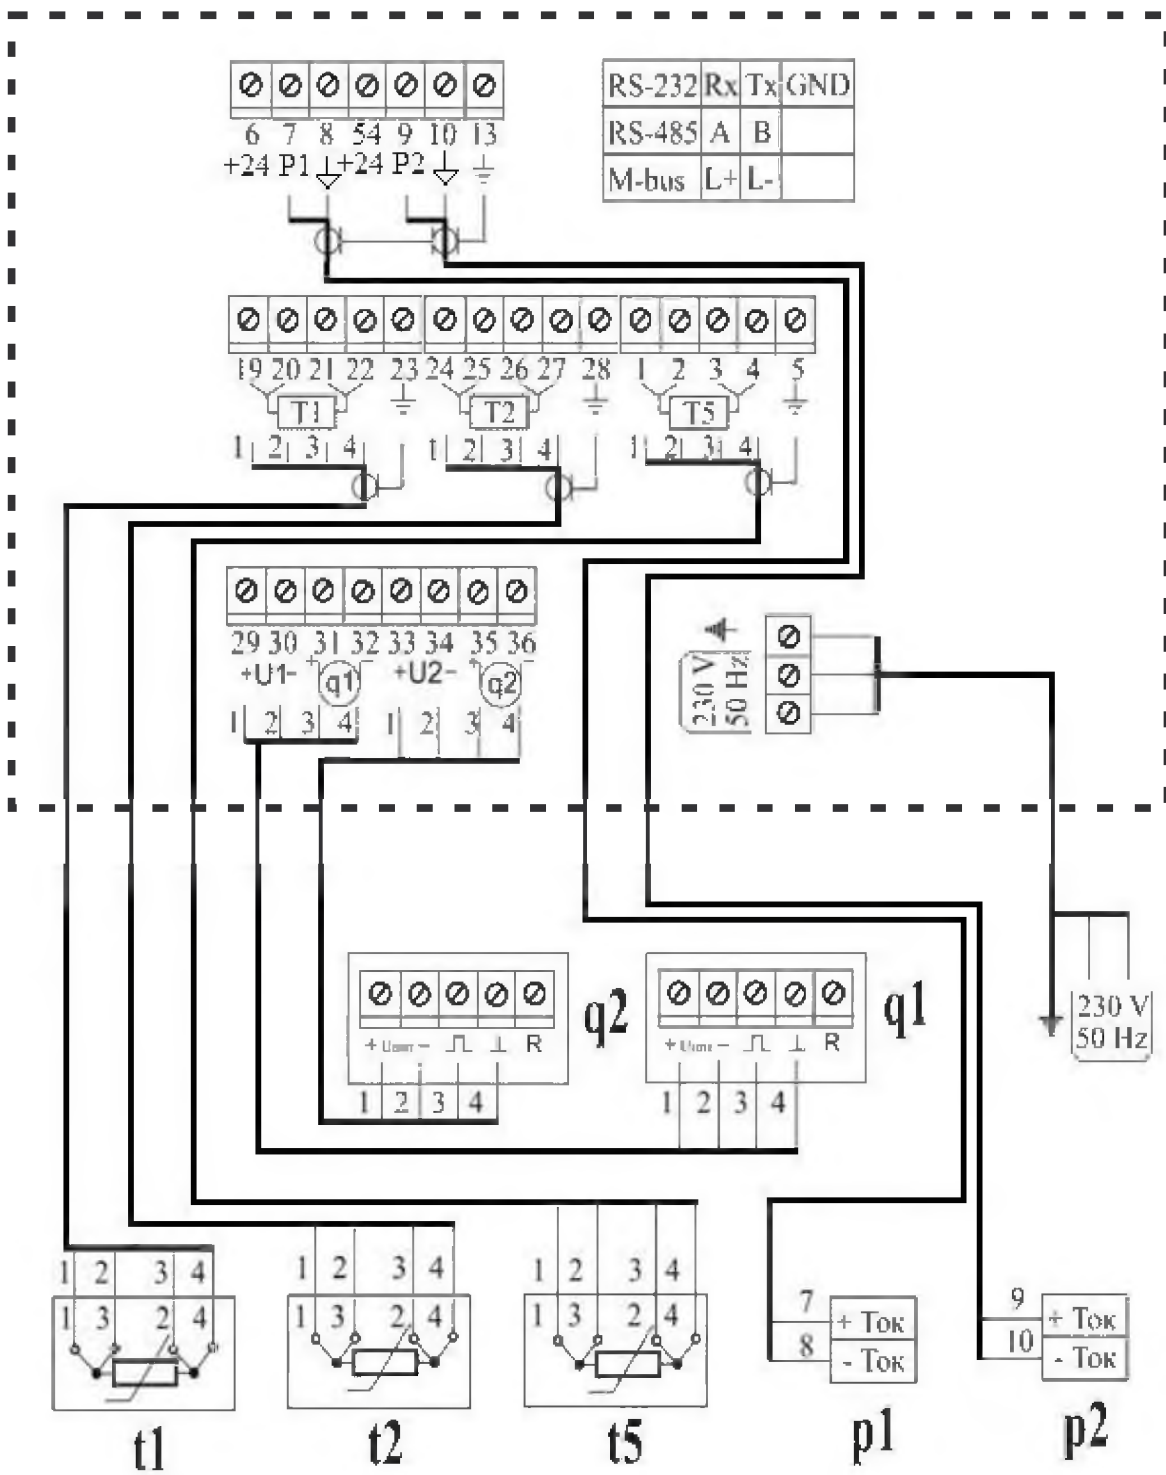 RS-232 Rx Tx GND
RS-485 A B
M-bus L+ L-
6 7 8 54 9 10 13
+24 P1 +24 P2
19 20 21 22 23 24 25 26 27 28 1 2 3 4 5
T1 T2 T5
1 2 3 4 1 2 3 4 1 2 3 4
29 30 31 32 33 34 35 36
+U1- + q1 - +U2- + q2 -
1 2 3 4 1 2 3 4
230 V
50 Hz
q2
+ - R
1 2 3 4
q1
+ - R
1 2 3 4
230 V
50 Hz
1 2 3 4
1 3 2 4
t1
1 2 3 4
1 3 2 4
t2
1 2 3 4
1 3 2 4
t5
7 + Ток
8 - Ток
p1
9 + Ток
10 - Ток
p2